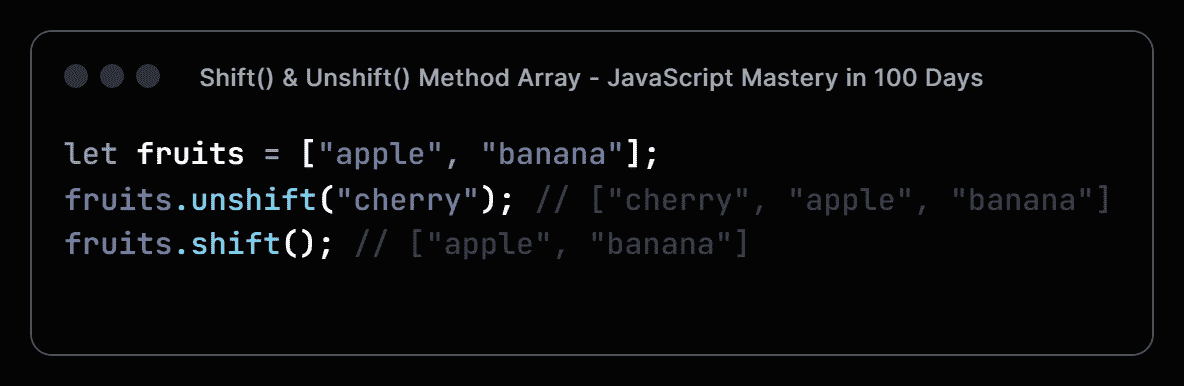 Shift() & Unshift() Method Array - JavaScript Mastery in 100 Days
let fruits = ["apple", "banana"];
fruits.unshift("cherry"); // ["cherry", "apple", "banana"]
fruits.shift(); // ["apple", "banana"]